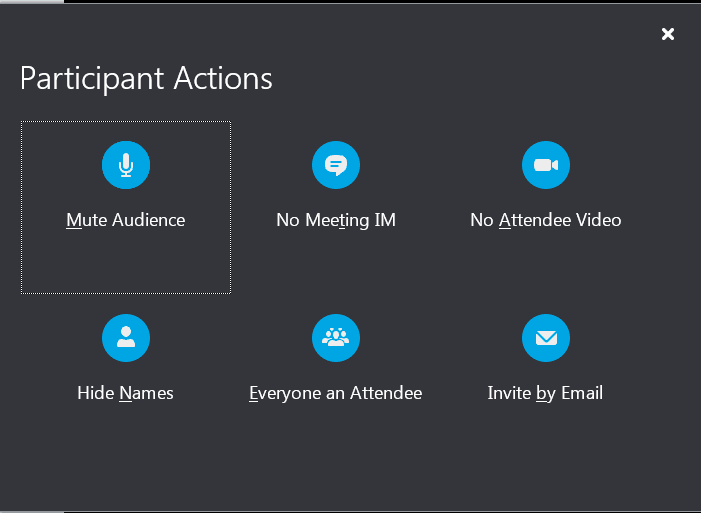 Participant Actions
Mute Audience
No Meeting IM
No Attendee Video
Hide Names
Everyone an Attendee
Invite by Email